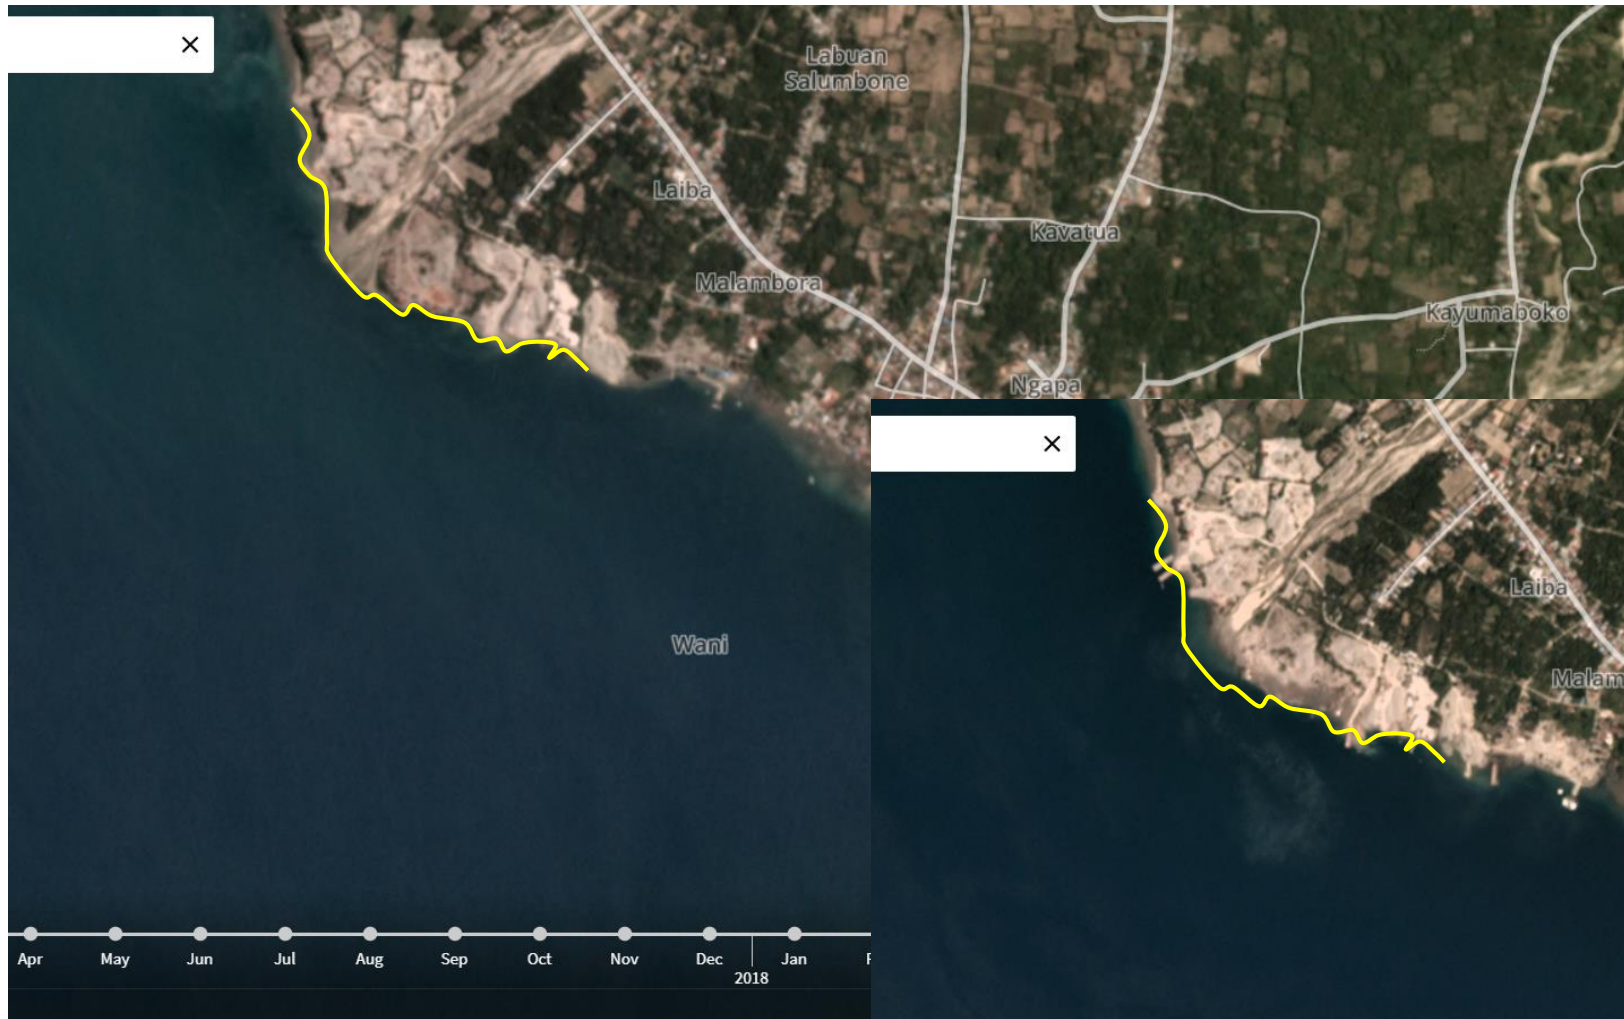 Labuan
Salumbone
Laiba
Kavatua
Malambora
Kayumaboko
Ngapa
Laiba
Wani
Apr May Jun Jul Aug Sep Oct Nov Dec Jan
2018